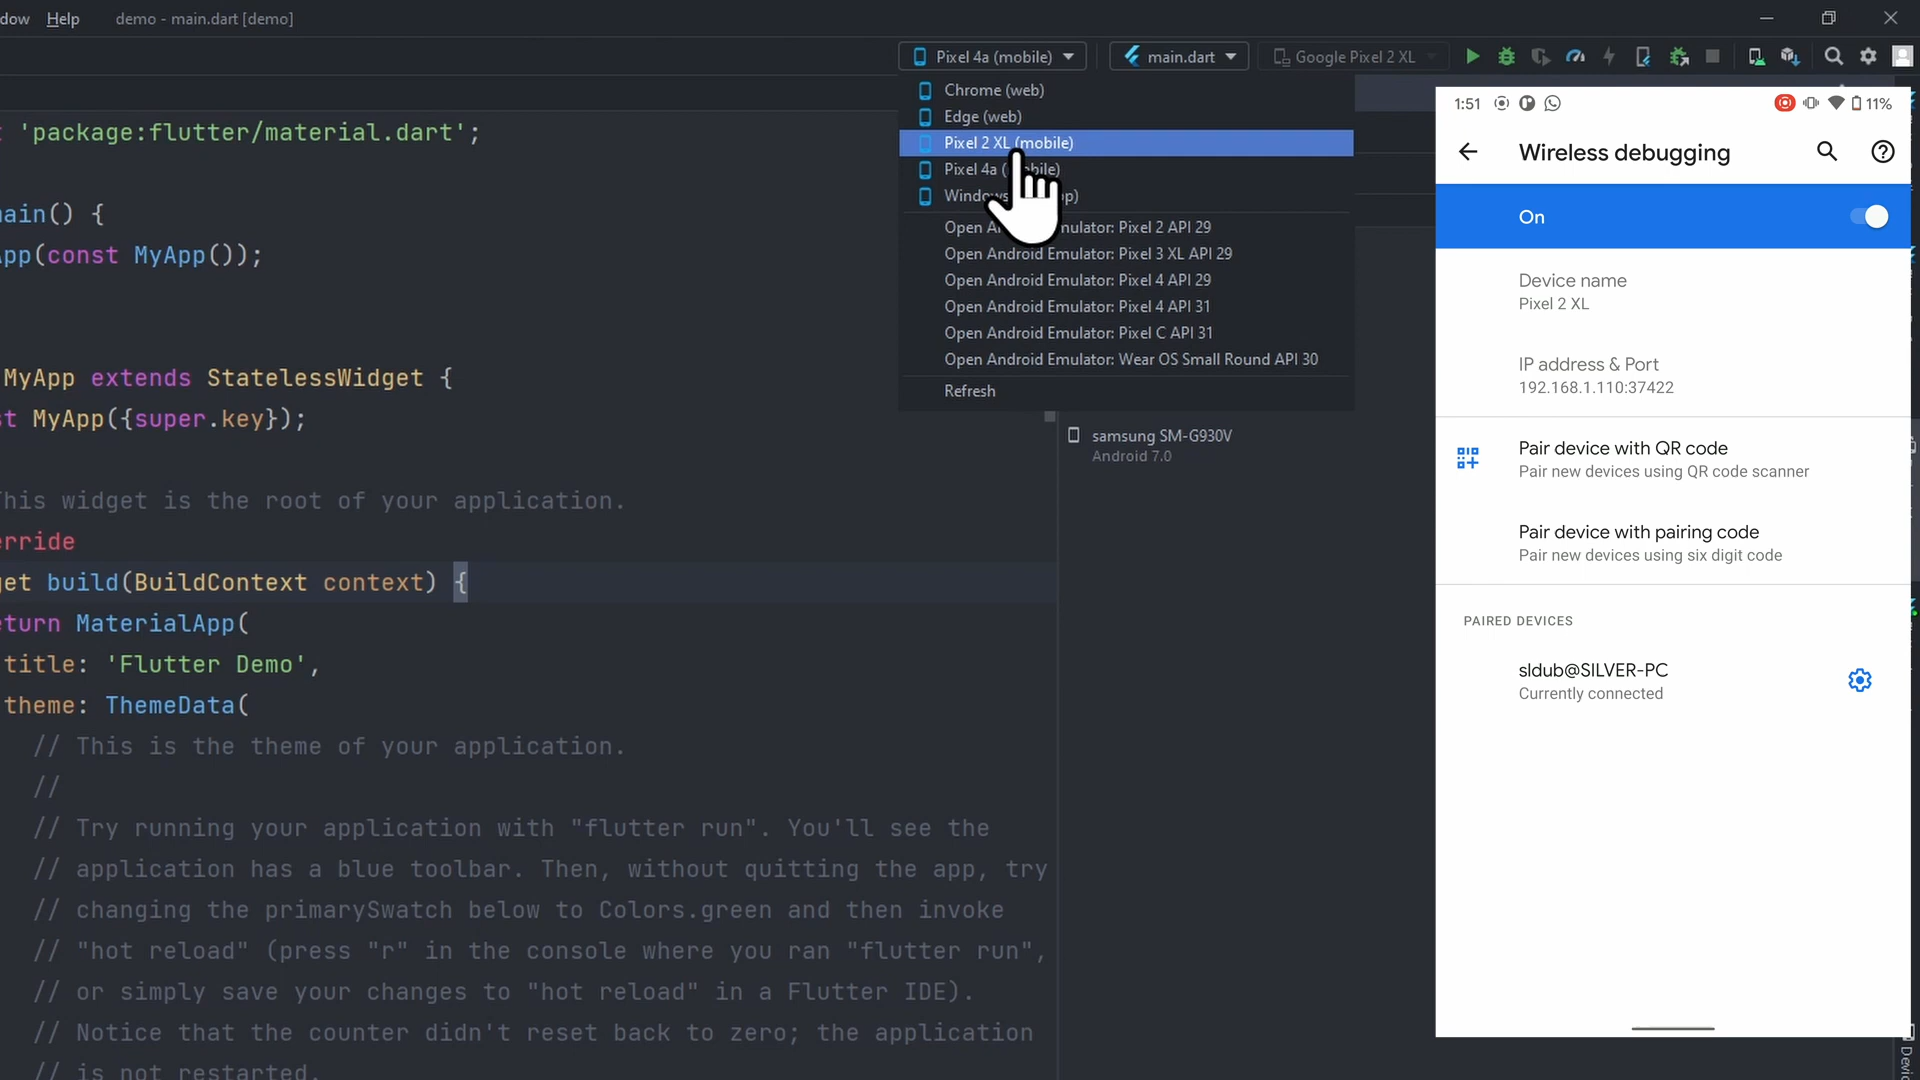 dow Help demo - main.dart [demo]
Pixel 4a (mobile) main.dart Google Pixel 2 XL
Chrome (web)
Edge (web)
Pixel 2 XL (mobile)
Pixel 4a (mobile)
Windows
Open Android Emulator: Pixel 2 API 29
Open Android Emulator: Pixel 3 XL API 29
Open Android Emulator: Pixel 4 API 29
Open Android Emulator: Pixel 4 API 31
Open Android Emulator: Pixel C API 31
Open Android Emulator: Wear OS Small Round API 30
Refresh
samsung SM-G930V
Android 7.0
'package:flutter/material.dart';
ain() {
pp(const MyApp());
MyApp extends StatelessWidget {
t MyApp({super.key});
his widget is the root of your application.
rride
et build(BuildContext context) {
turn MaterialApp(
title: 'Flutter Demo',
theme: ThemeData(
// This is the theme of your application.
//
// Try running your application with "flutter run". You'll see the
// application has a blue toolbar. Then, without quitting the app, try
// changing the primarySwatch below to Colors.green and then invoke
// "hot reload" (press "r" in the console where you ran "flutter run",
// or simply save your changes to "hot reload" in a Flutter IDE).
// Notice that the counter didn't reset back to zero; the application
// is not restarted.
1:51 11%
Wireless debugging
On
Device name
Pixel 2 XL
IP address & Port
192.168.1.110:37422
Pair device with QR code
Pair new devices using QR code scanner
Pair device with pairing code
Pair new devices using six digit code
PAIRED DEVICES
sldub@SILVER-PC
Currently connected